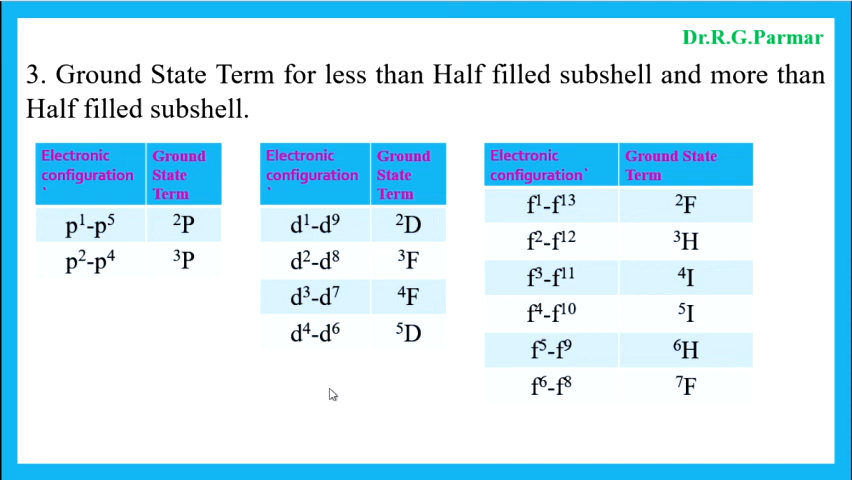 Dr.R.G.Parmar
3. Ground State Term for less than Half filled subshell and more than
Half filled subshell.
Electronic configuration` Ground State Term
p¹-p⁵ ²P
p²-p⁴ ³P
Electronic configuration` Ground State Term
d¹-d⁹ ²D
d²-d⁸ ³F
d³-d⁷ ⁴F
d⁴-d⁶ ⁵D
Electronic configuration` Ground State Term
f¹-f¹³ ²F
f²-f¹² ³H
f³-f¹¹ ⁴I
f⁴-f¹⁰ ⁵I
f⁵-f⁹ ⁶H
f⁶-f⁸ ⁷F